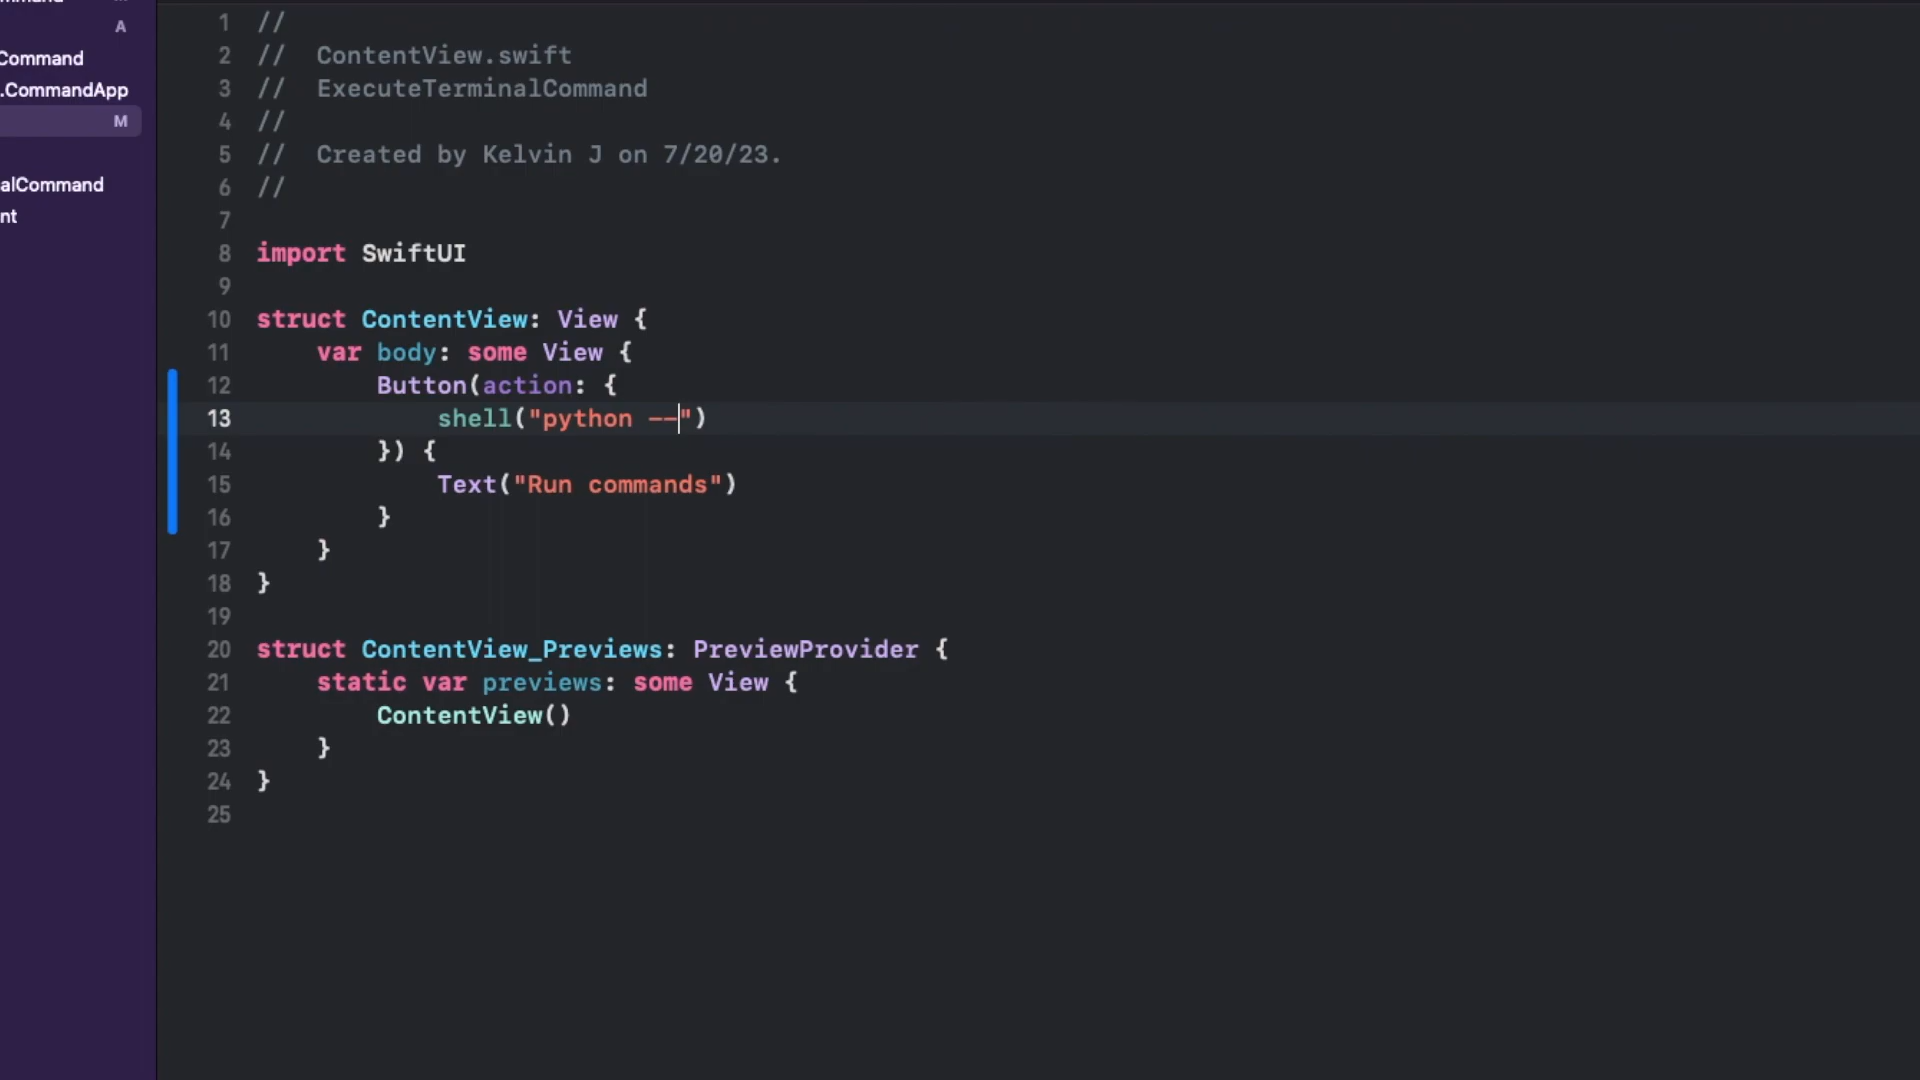 A
Command
.CommandApp
M
alCommand
nt
1 //
2 //  ContentView.swift
3 //  ExecuteTerminalCommand
4 //
5 //  Created by Kelvin J on 7/20/23.
6 //
7
8 import SwiftUI
9
10 struct ContentView: View {
11     var body: some View {
12         Button(action: {
13             shell("python --")
14         }) {
15             Text("Run commands")
16         }
17     }
18 }
19
20 struct ContentView_Previews: PreviewProvider {
21     static var previews: some View {
22         ContentView()
23     }
24 }
25